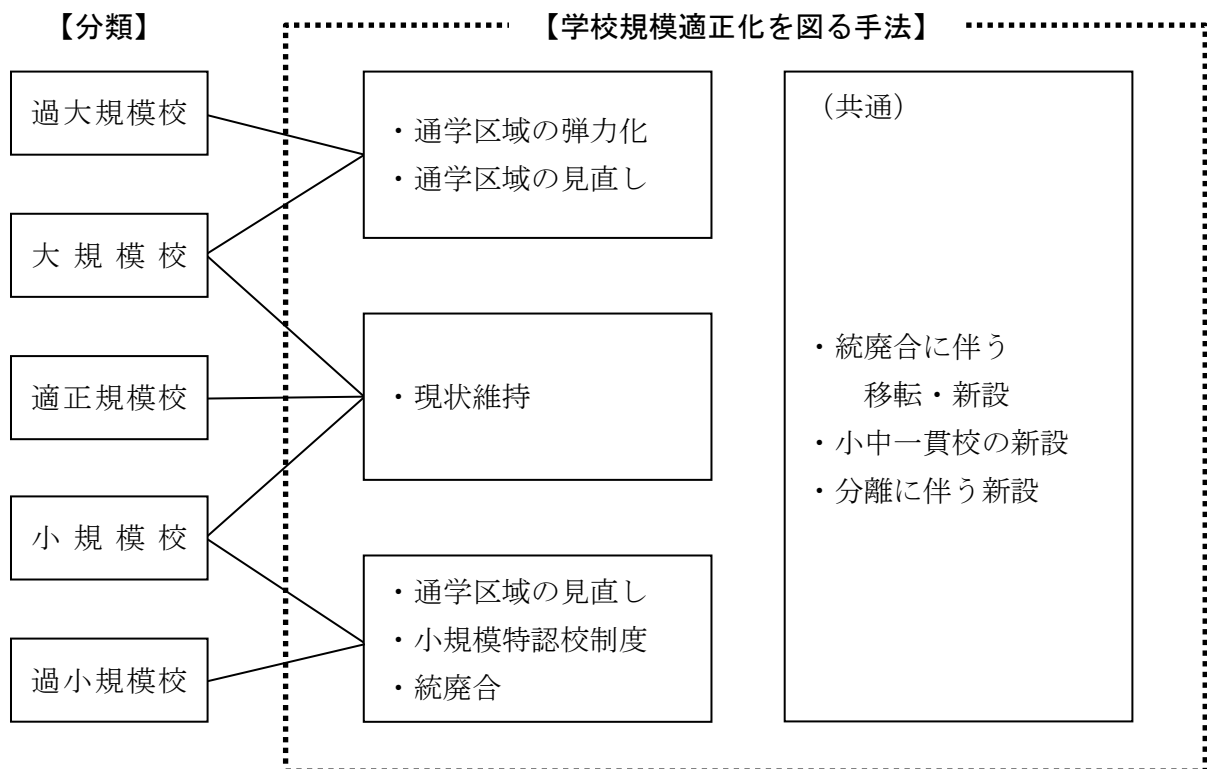 【分類】
【学校規模適正化を図る手法】
過大規模校
大規模校
適正規模校
小規模校
過小規模校
・通学区域の弾力化
・通学区域の見直し
・現状維持
・通学区域の見直し
・小規模特認校制度
・統廃合
（共通）
・統廃合に伴う
移転・新設
・小中一貫校の新設
・分離に伴う新設